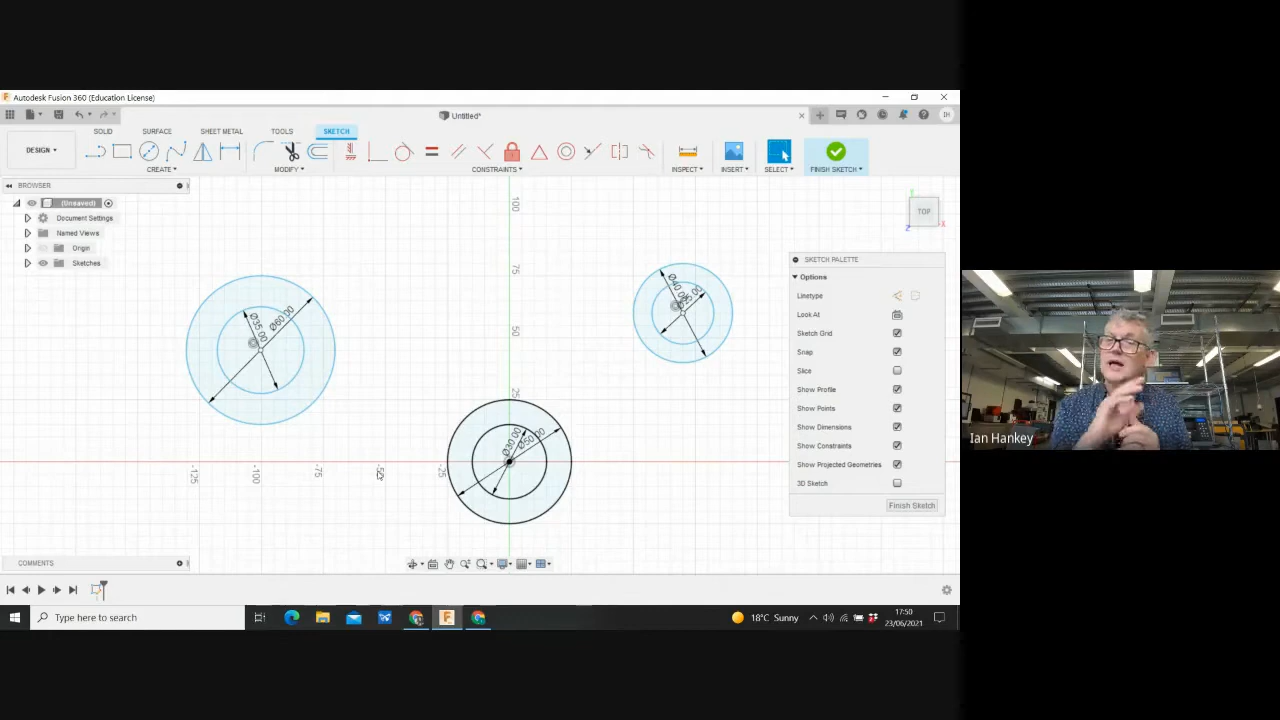 Autodesk Fusion 360 (Education License)
Untitled*
IH
SOLID SURFACE SHEET METAL TOOLS SKETCH
DESIGN
CREATE MODIFY CONSTRAINTS INSPECT INSERT SELECT FINISH SKETCH
BROWSER
(Unsaved)
Document Settings
Named Views
Origin
Sketches
TOP
X
Y
Z
100
75
50
25
-125
-100
-75
-50
-25
Ø35.00
Ø60.00
Ø40.00
Ø30.00
Ø50.00
SKETCH PALETTE
Options
Linetype
Look At
Sketch Grid
Snap
Slice
Show Profile
Show Points
Show Dimensions
Show Constraints
Show Projected Geometries
3D Sketch
Finish Sketch
COMMENTS
Type here to search
18°C Sunny
17:50
23/06/2021
Ian Hankey